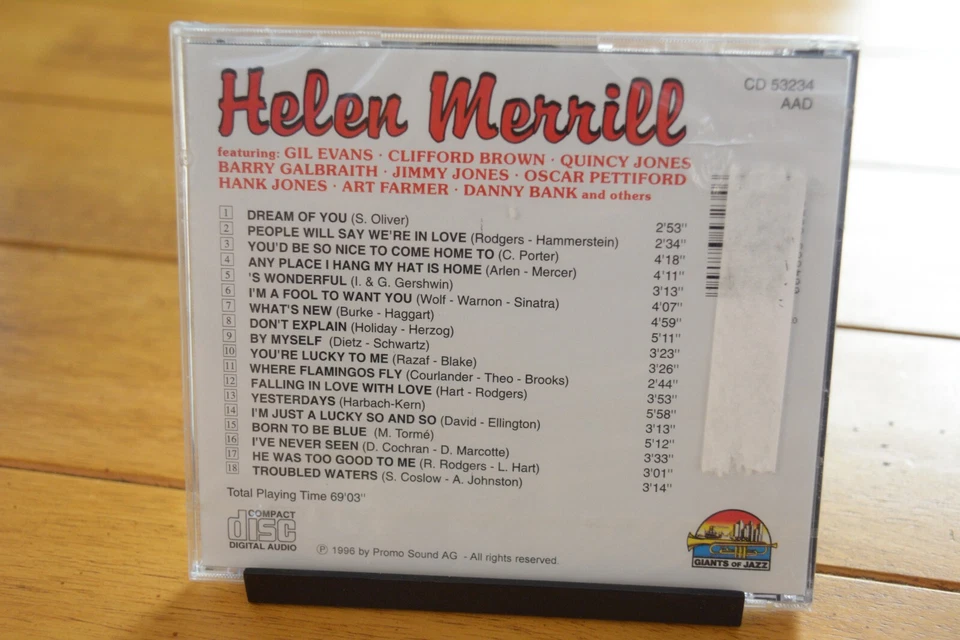 Helen Merrill
CD 53234
AAD
featuring: GIL EVANS · CLIFFORD BROWN · QUINCY JONES
BARRY GALBRAITH · JIMMY JONES · OSCAR PETTIFORD
HANK JONES · ART FARMER · DANNY BANK and others
1 DREAM OF YOU (S. Oliver) 2'53"
2 PEOPLE WILL SAY WE'RE IN LOVE (Rodgers - Hammerstein) 2'34"
3 YOU'D BE SO NICE TO COME HOME TO (C. Porter) 4'18"
4 ANY PLACE I HANG MY HAT IS HOME (Arlen - Mercer) 4'11"
5 'S WONDERFUL (I. & G. Gershwin) 3'13"
6 I'M A FOOL TO WANT YOU (Wolf - Warnon - Sinatra) 4'07"
7 WHAT'S NEW (Burke - Haggart) 4'59"
8 DON'T EXPLAIN (Holiday - Herzog) 5'11"
9 BY MYSELF (Dietz - Schwartz) 3'23"
10 YOU'RE LUCKY TO ME (Razaf - Blake) 3'26"
11 WHERE FLAMINGOS FLY (Courlander - Theo - Brooks) 2'44"
12 FALLING IN LOVE WITH LOVE (Hart - Rodgers) 3'53"
13 YESTERDAYS (Harbach-Kern) 5'58"
14 I'M JUST A LUCKY SO AND SO (David - Ellington) 3'13"
15 BORN TO BE BLUE (M. Tormé) 5'12"
16 I'VE NEVER SEEN (D. Cochran - D. Marcotte) 3'33"
17 HE WAS TOO GOOD TO ME (R. Rodgers - L. Hart) 3'01"
18 TROUBLED WATERS (S. Coslow - A. Johnston) 3'14"
Total Playing Time 69'03"
COMPACT
disc
DIGITAL AUDIO
℗ 1996 by Promo Sound AG - All rights reserved.
GIANTS OF JAZZ